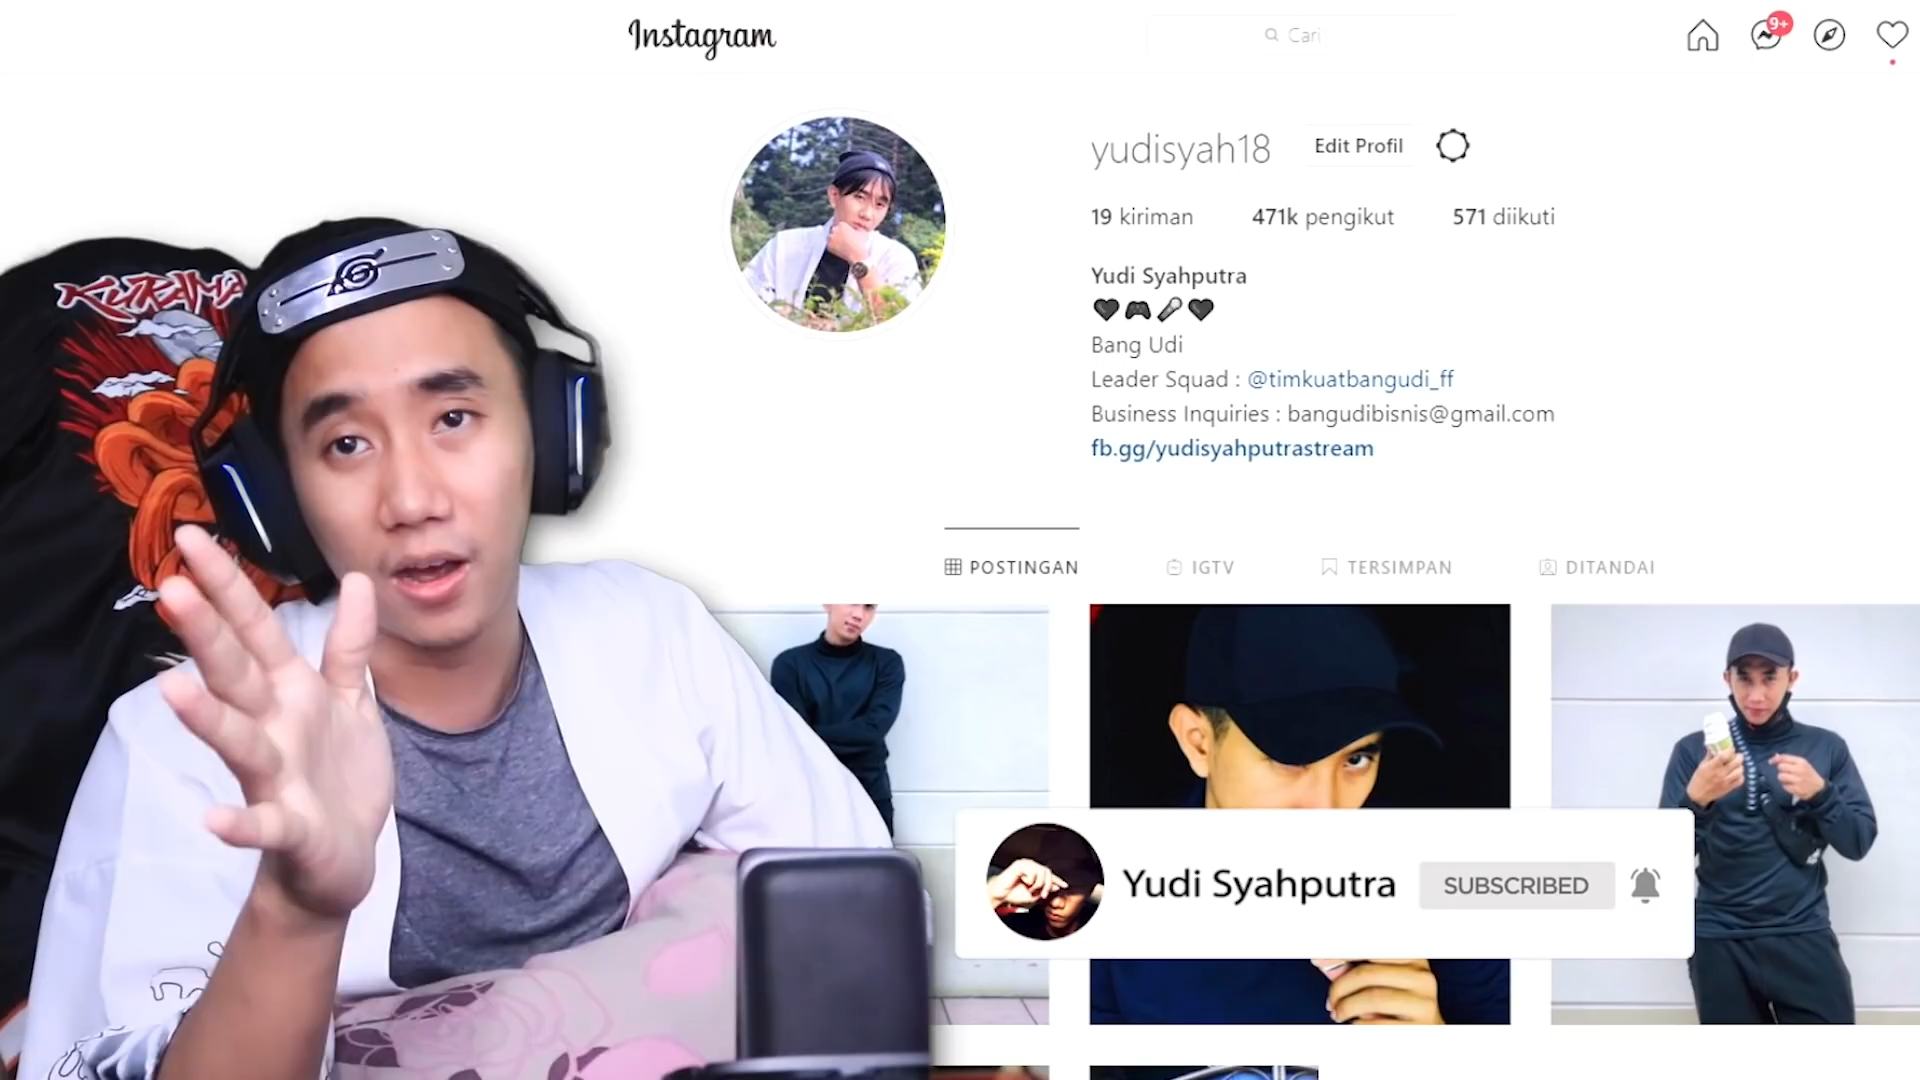 Instagram
Cari
9+
yudisyah18
Edit Profil
19 kiriman
471k pengikut
571 diikuti
Yudi Syahputra
🖤🎮🎤🖤
Bang Udi
Leader Squad : @timkuatbangudi_ff
Business Inquiries : bangudibisnis@gmail.com
fb.gg/yudisyahputrastream
POSTINGAN
IGTV
TERSIMPAN
DITANDAI
KURAMA
Yudi Syahputra
SUBSCRIBED